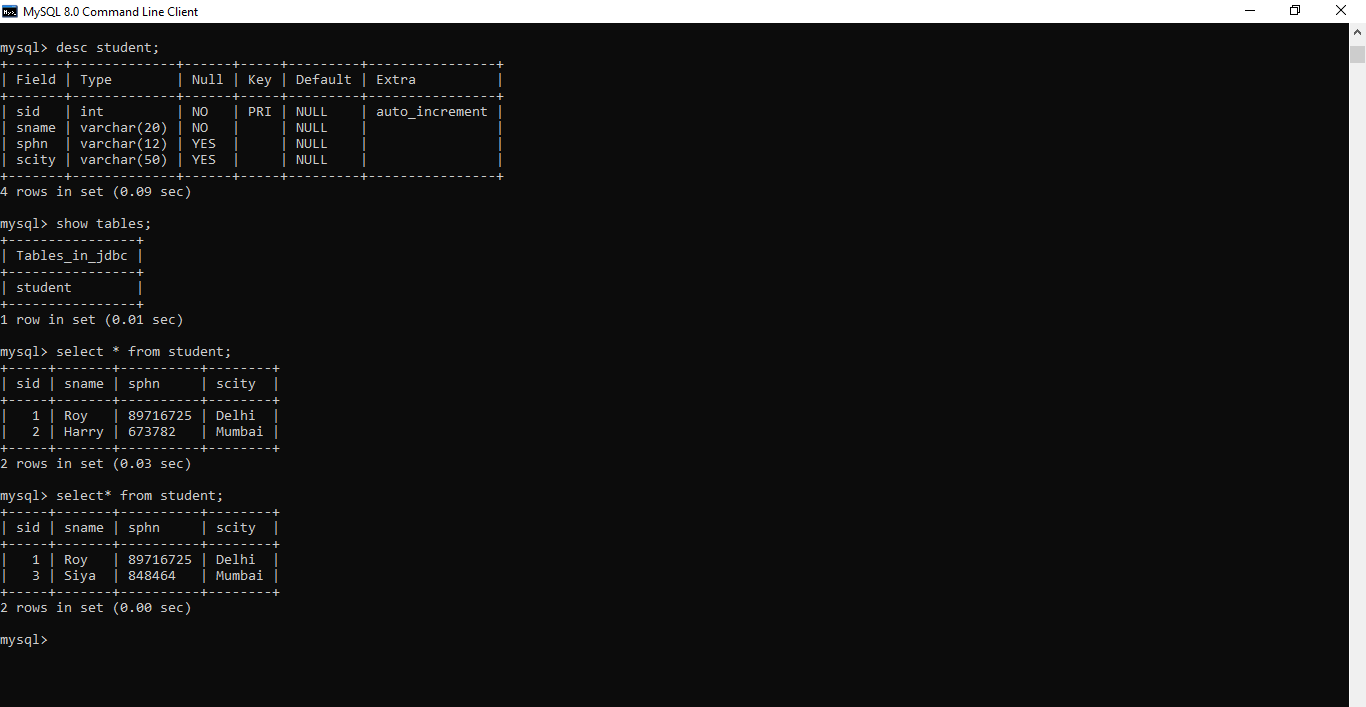 MySQL 8.0 Command Line Client
mysql> desc student;
+-------+-------------+------+-----+---------+----------------+
| Field | Type        | Null | Key | Default | Extra          |
+-------+-------------+------+-----+---------+----------------+
| sid   | int         | NO   | PRI | NULL    | auto_increment |
| sname | varchar(20) | NO   |     | NULL    |                |
| sphn  | varchar(12) | YES  |     | NULL    |                |
| scity | varchar(50) | YES  |     | NULL    |                |
+-------+-------------+------+-----+---------+----------------+
4 rows in set (0.09 sec)
mysql> show tables;
+----------------+
| Tables_in_jdbc |
+----------------+
| student        |
+----------------+
1 row in set (0.01 sec)
mysql> select * from student;
+-----+-------+----------+--------+
| sid | sname | sphn     | scity  |
+-----+-------+----------+--------+
|   1 | Roy   | 89716725 | Delhi  |
|   2 | Harry | 673782   | Mumbai |
+-----+-------+----------+--------+
2 rows in set (0.03 sec)
mysql> select* from student;
+-----+-------+----------+--------+
| sid | sname | sphn     | scity  |
+-----+-------+----------+--------+
|   1 | Roy   | 89716725 | Delhi  |
|   3 | Siya  | 848464   | Mumbai |
+-----+-------+----------+--------+
2 rows in set (0.00 sec)
mysql>